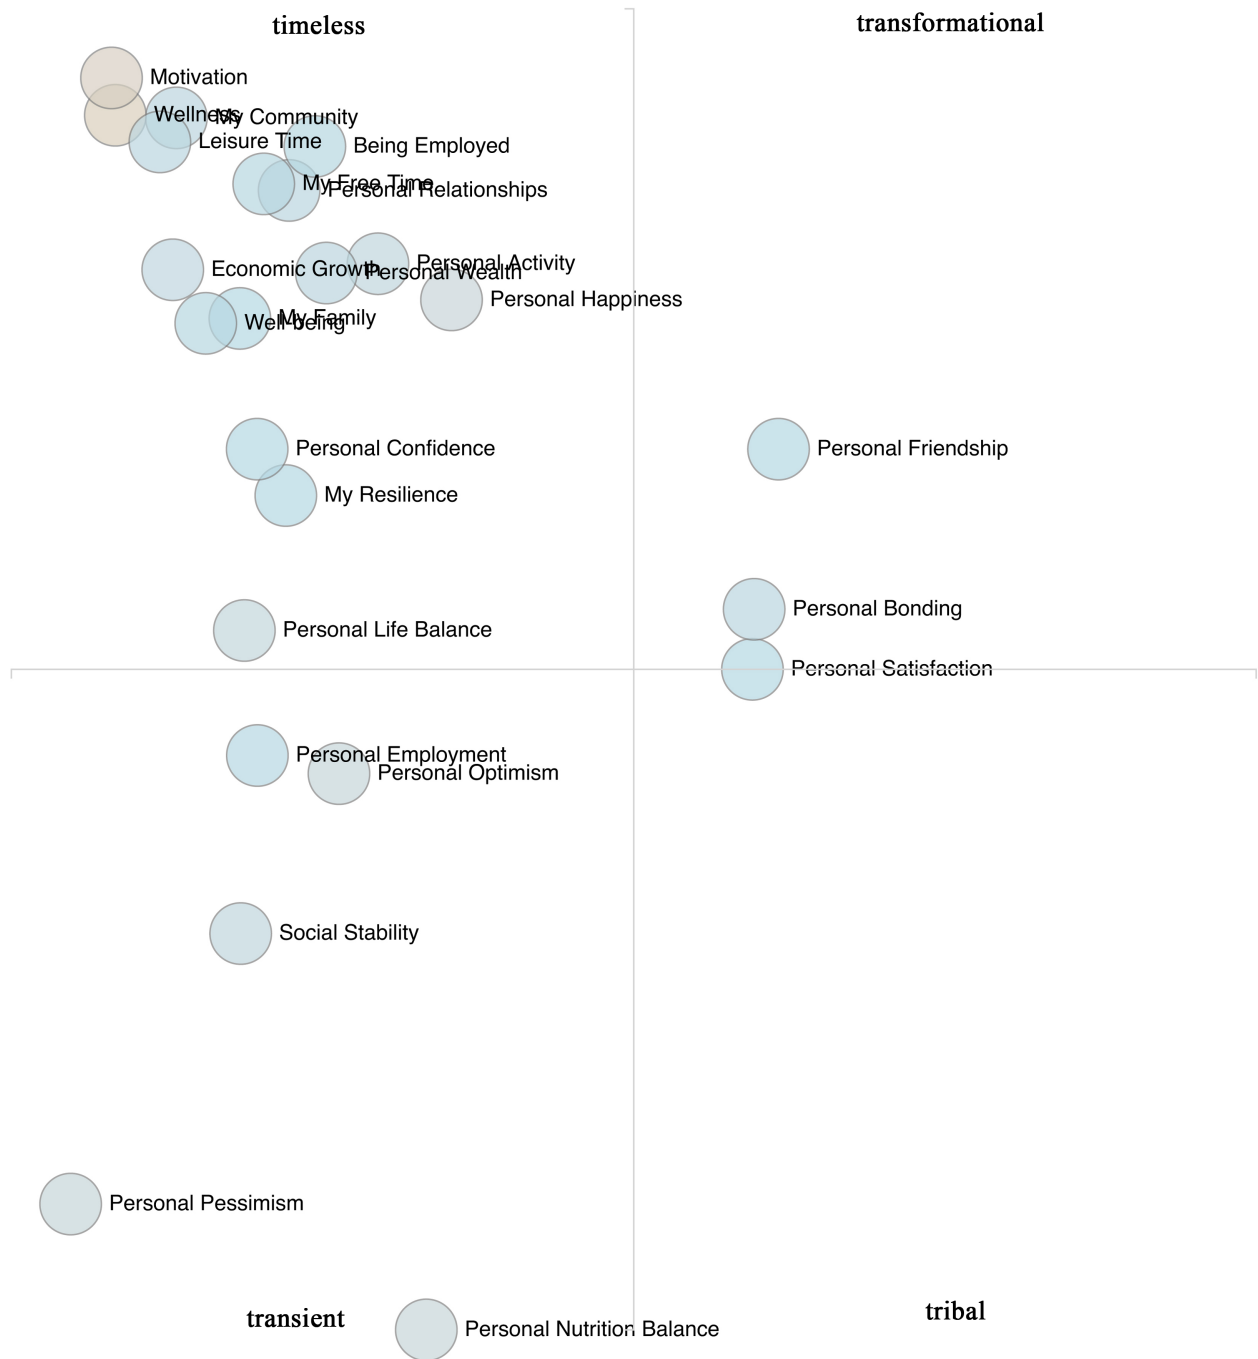 timeless
transformational
Motivation
Wellness
My Community
Leisure Time
Being Employed
My Free Time
Personal Relationships
Economic Growth
Personal Activity
Personal Wealth
Personal Happiness
My Family
Well-being
Personal Confidence
Personal Friendship
My Resilience
Personal Bonding
Personal Life Balance
Personal Satisfaction
Personal Employment
Personal Optimism
Social Stability
Personal Pessimism
transient
tribal
Personal Nutrition Balance